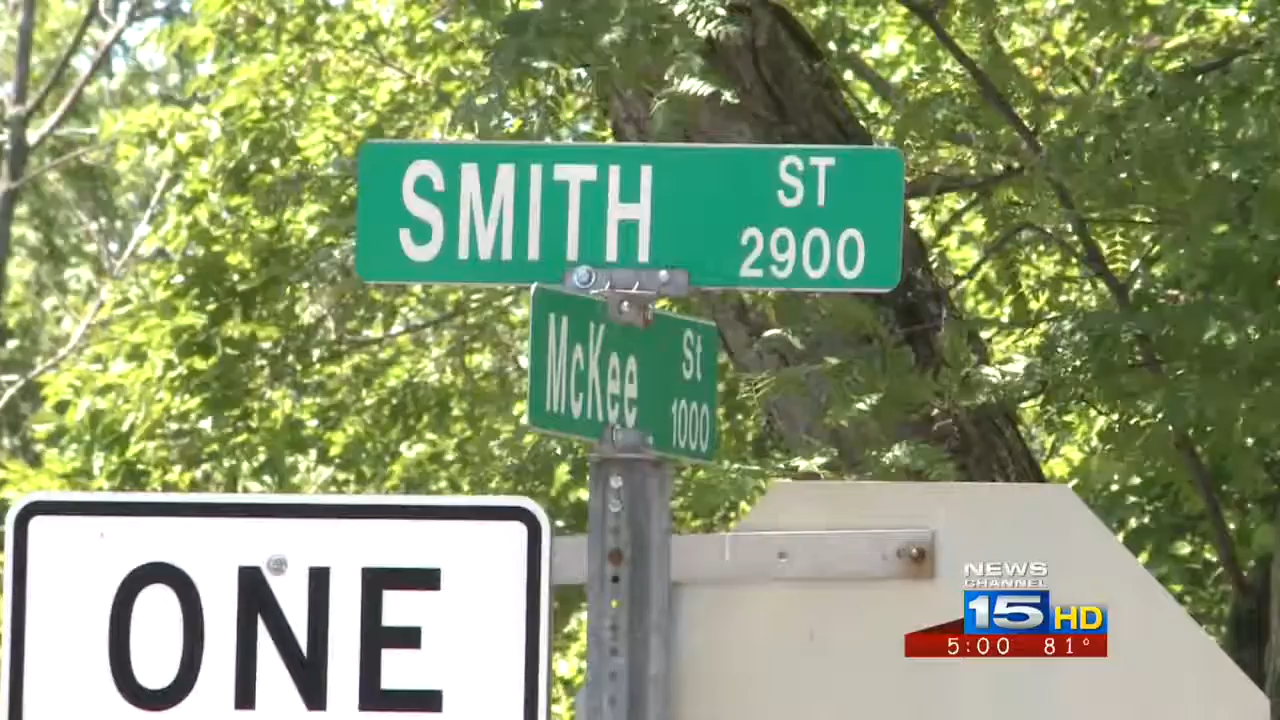 SMITH ST
2900
McKee St
1000
ONE
NEWS
CHANNEL
15 HD
5:00 81°